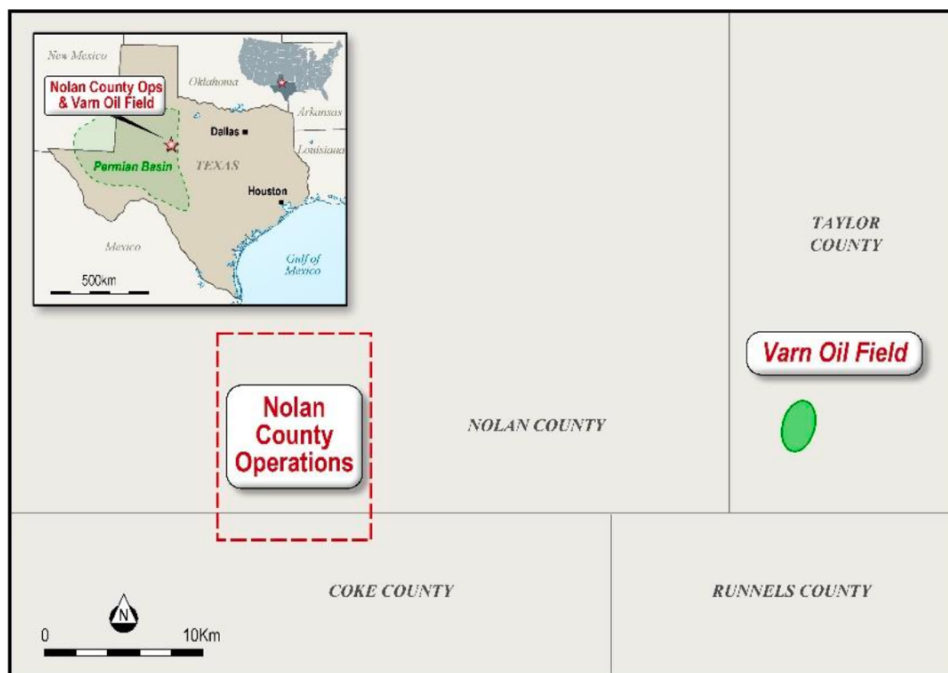 New Mexico
Oklahoma
Arkansas
Louisiana
Nolan County Ops
& Varn Oil Field
Dallas
TEXAS
Permian Basin
Houston
Mexico
Gulf of
Mexico
500km
TAYLOR
COUNTY
Varn Oil Field
Nolan
County
Operations
NOLAN COUNTY
COKE COUNTY
RUNNELS COUNTY
N
0
10Km